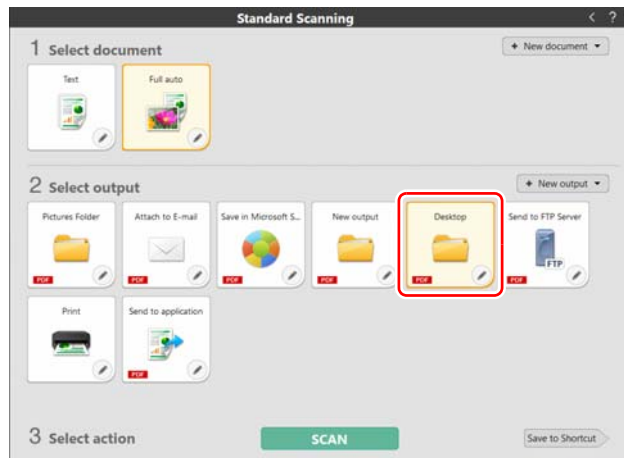 Standard Scanning < ?
1 Select document + New document
Text Full auto
2 Select output + New output
Pictures Folder Attach to E-mail Save in Microsoft S... New output Desktop Send to FTP Server
PDF PDF PDF PDF PDF FTP PDF
Print Send to application
PDF
3 Select action SCAN Save to Shortcut